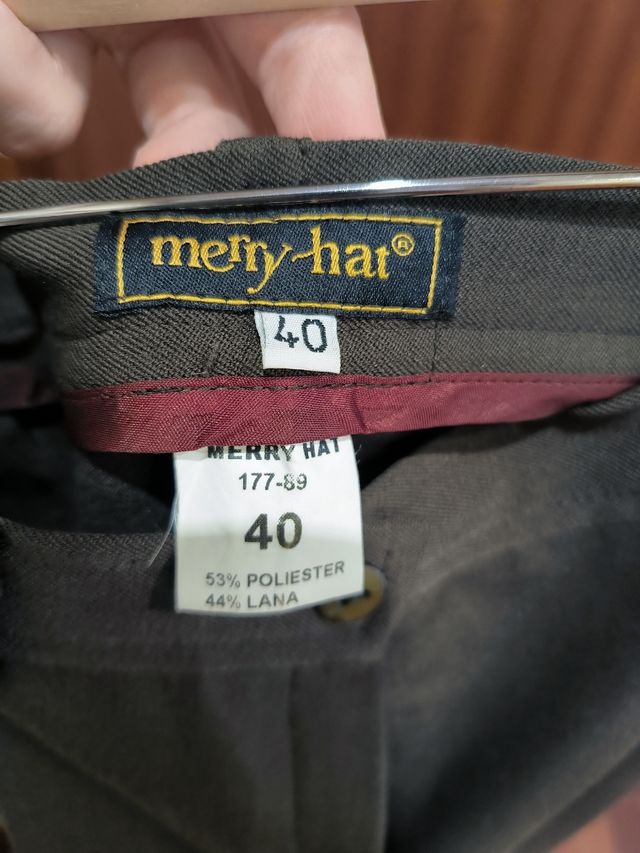 merry-hat®
40
MERRY HAT
177-89
40
53% POLIESTER
44% LANA